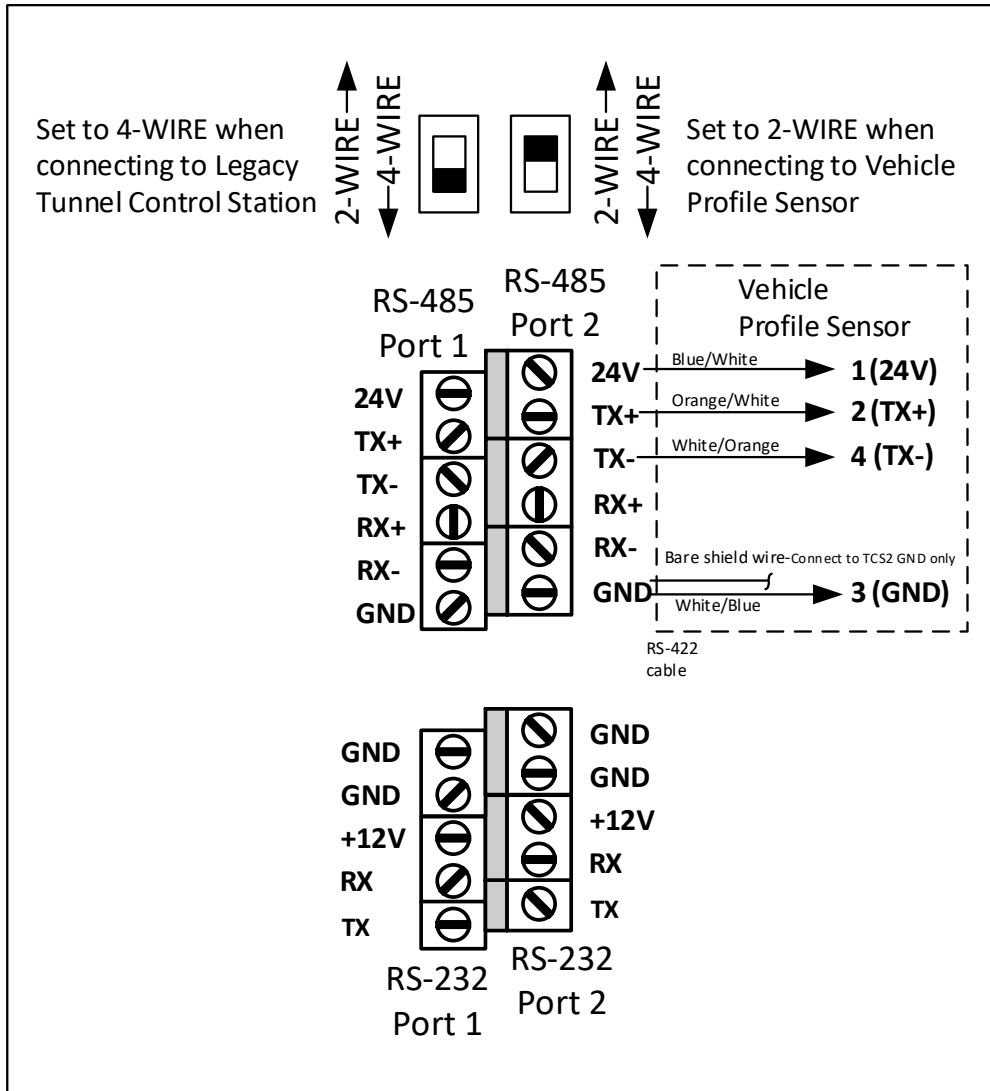 Set to 4-WIRE when
connecting to Legacy
Tunnel Control Station
2-WIRE
4-WIRE
2-WIRE
4-WIRE
Set to 2-WIRE when
connecting to Vehicle
Profile Sensor
RS-485
Port 1
RS-485
Port 2
24V
TX+
TX-
RX+
RX-
GND
24V
TX+
TX-
RX+
RX-
GND
Vehicle
Profile Sensor
Blue/White
1 (24V)
Orange/White
2 (TX+)
White/Orange
4 (TX-)
Bare shield wire-Connect to TCS2 GND only
White/Blue
3 (GND)
RS-422
cable
GND
GND
+12V
RX
TX
GND
GND
+12V
RX
TX
RS-232
Port 1
RS-232
Port 2